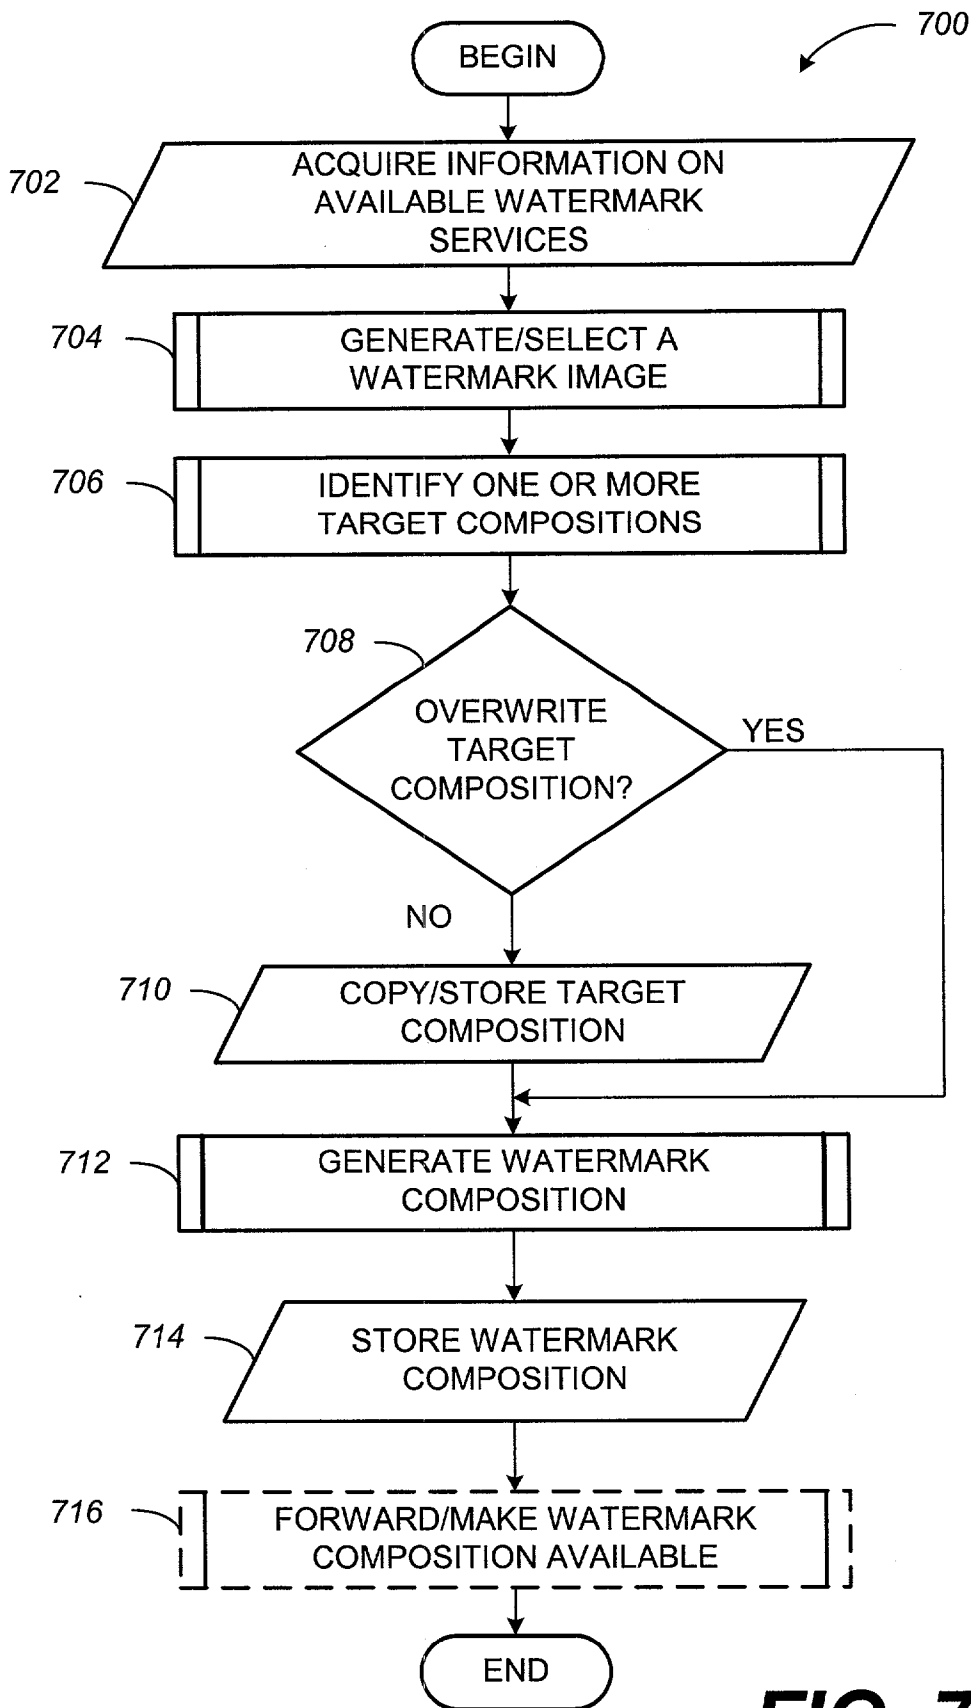 700
BEGIN
702
ACQUIRE INFORMATION ON
AVAILABLE WATERMARK
SERVICES
704
GENERATE/SELECT A
WATERMARK IMAGE
706
IDENTIFY ONE OR MORE
TARGET COMPOSITIONS
708
OVERWRITE
TARGET
COMPOSITION?
YES
NO
710
COPY/STORE TARGET
COMPOSITION
712
GENERATE WATERMARK
COMPOSITION
714
STORE WATERMARK
COMPOSITION
716
FORWARD/MAKE WATERMARK
COMPOSITION AVAILABLE
END
FIG. 7